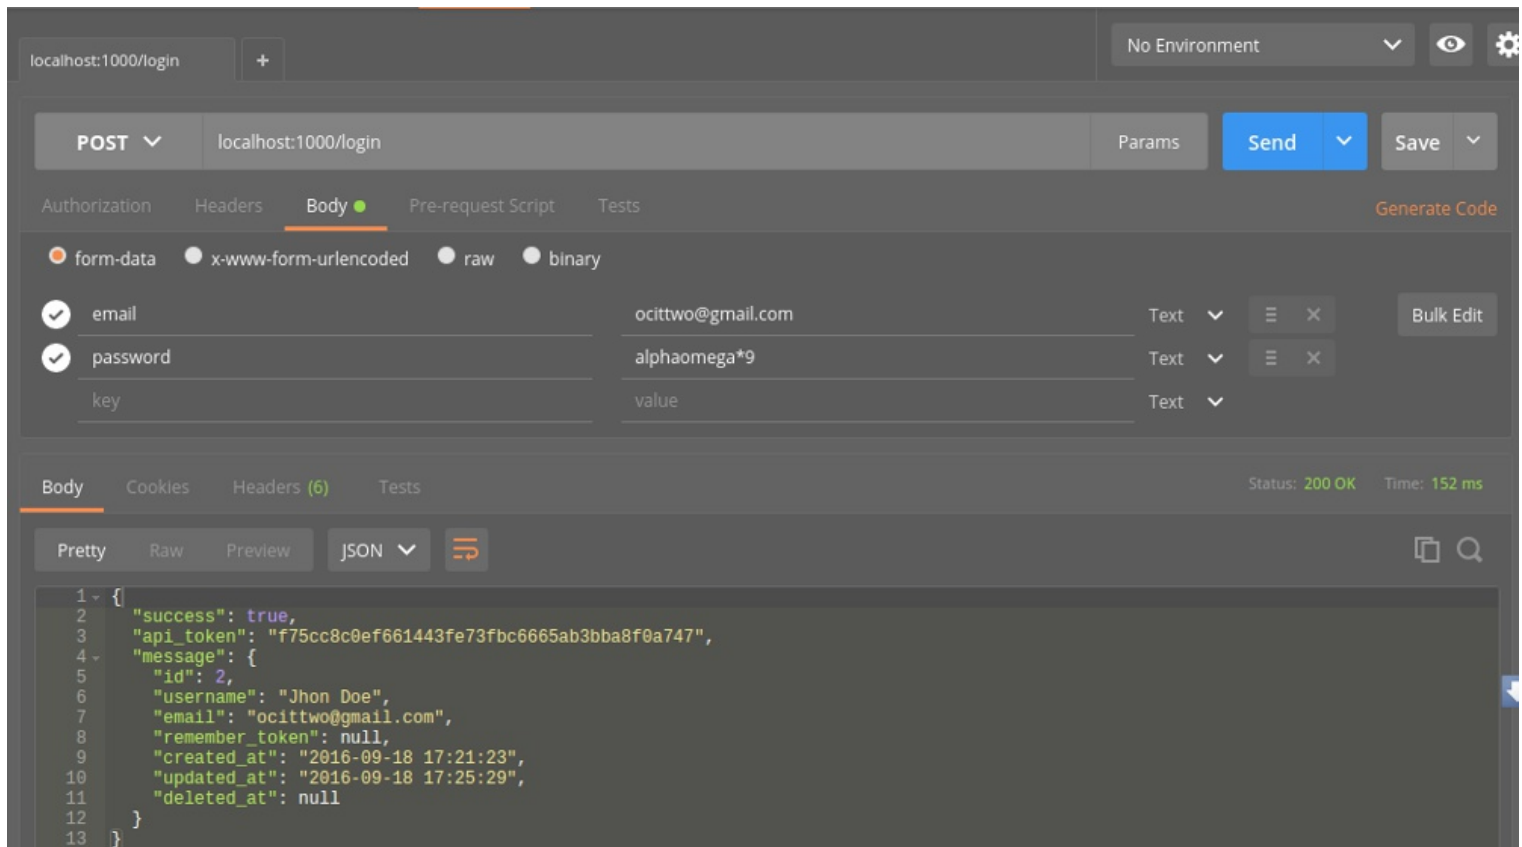 localhost:1000/login +
No Environment
POST localhost:1000/login Params Send Save
Authorization Headers Body Pre-request Script Tests Generate Code
form-data x-www-form-urlencoded raw binary
email ocittwo@gmail.com Text Bulk Edit
password alphaomega*9 Text
key value Text
Body Cookies Headers (6) Tests Status: 200 OK Time: 152 ms
Pretty Raw Preview JSON
1 {
2 "success": true,
3 "api_token": "f75cc8c0ef661443fe73fbc6665ab3bba8f0a747",
4 "message": {
5 "id": 2,
6 "username": "Jhon Doe",
7 "email": "ocittwo@gmail.com",
8 "remember_token": null,
9 "created_at": "2016-09-18 17:21:23",
10 "updated_at": "2016-09-18 17:25:29",
11 "deleted_at": null
12 }
13 }